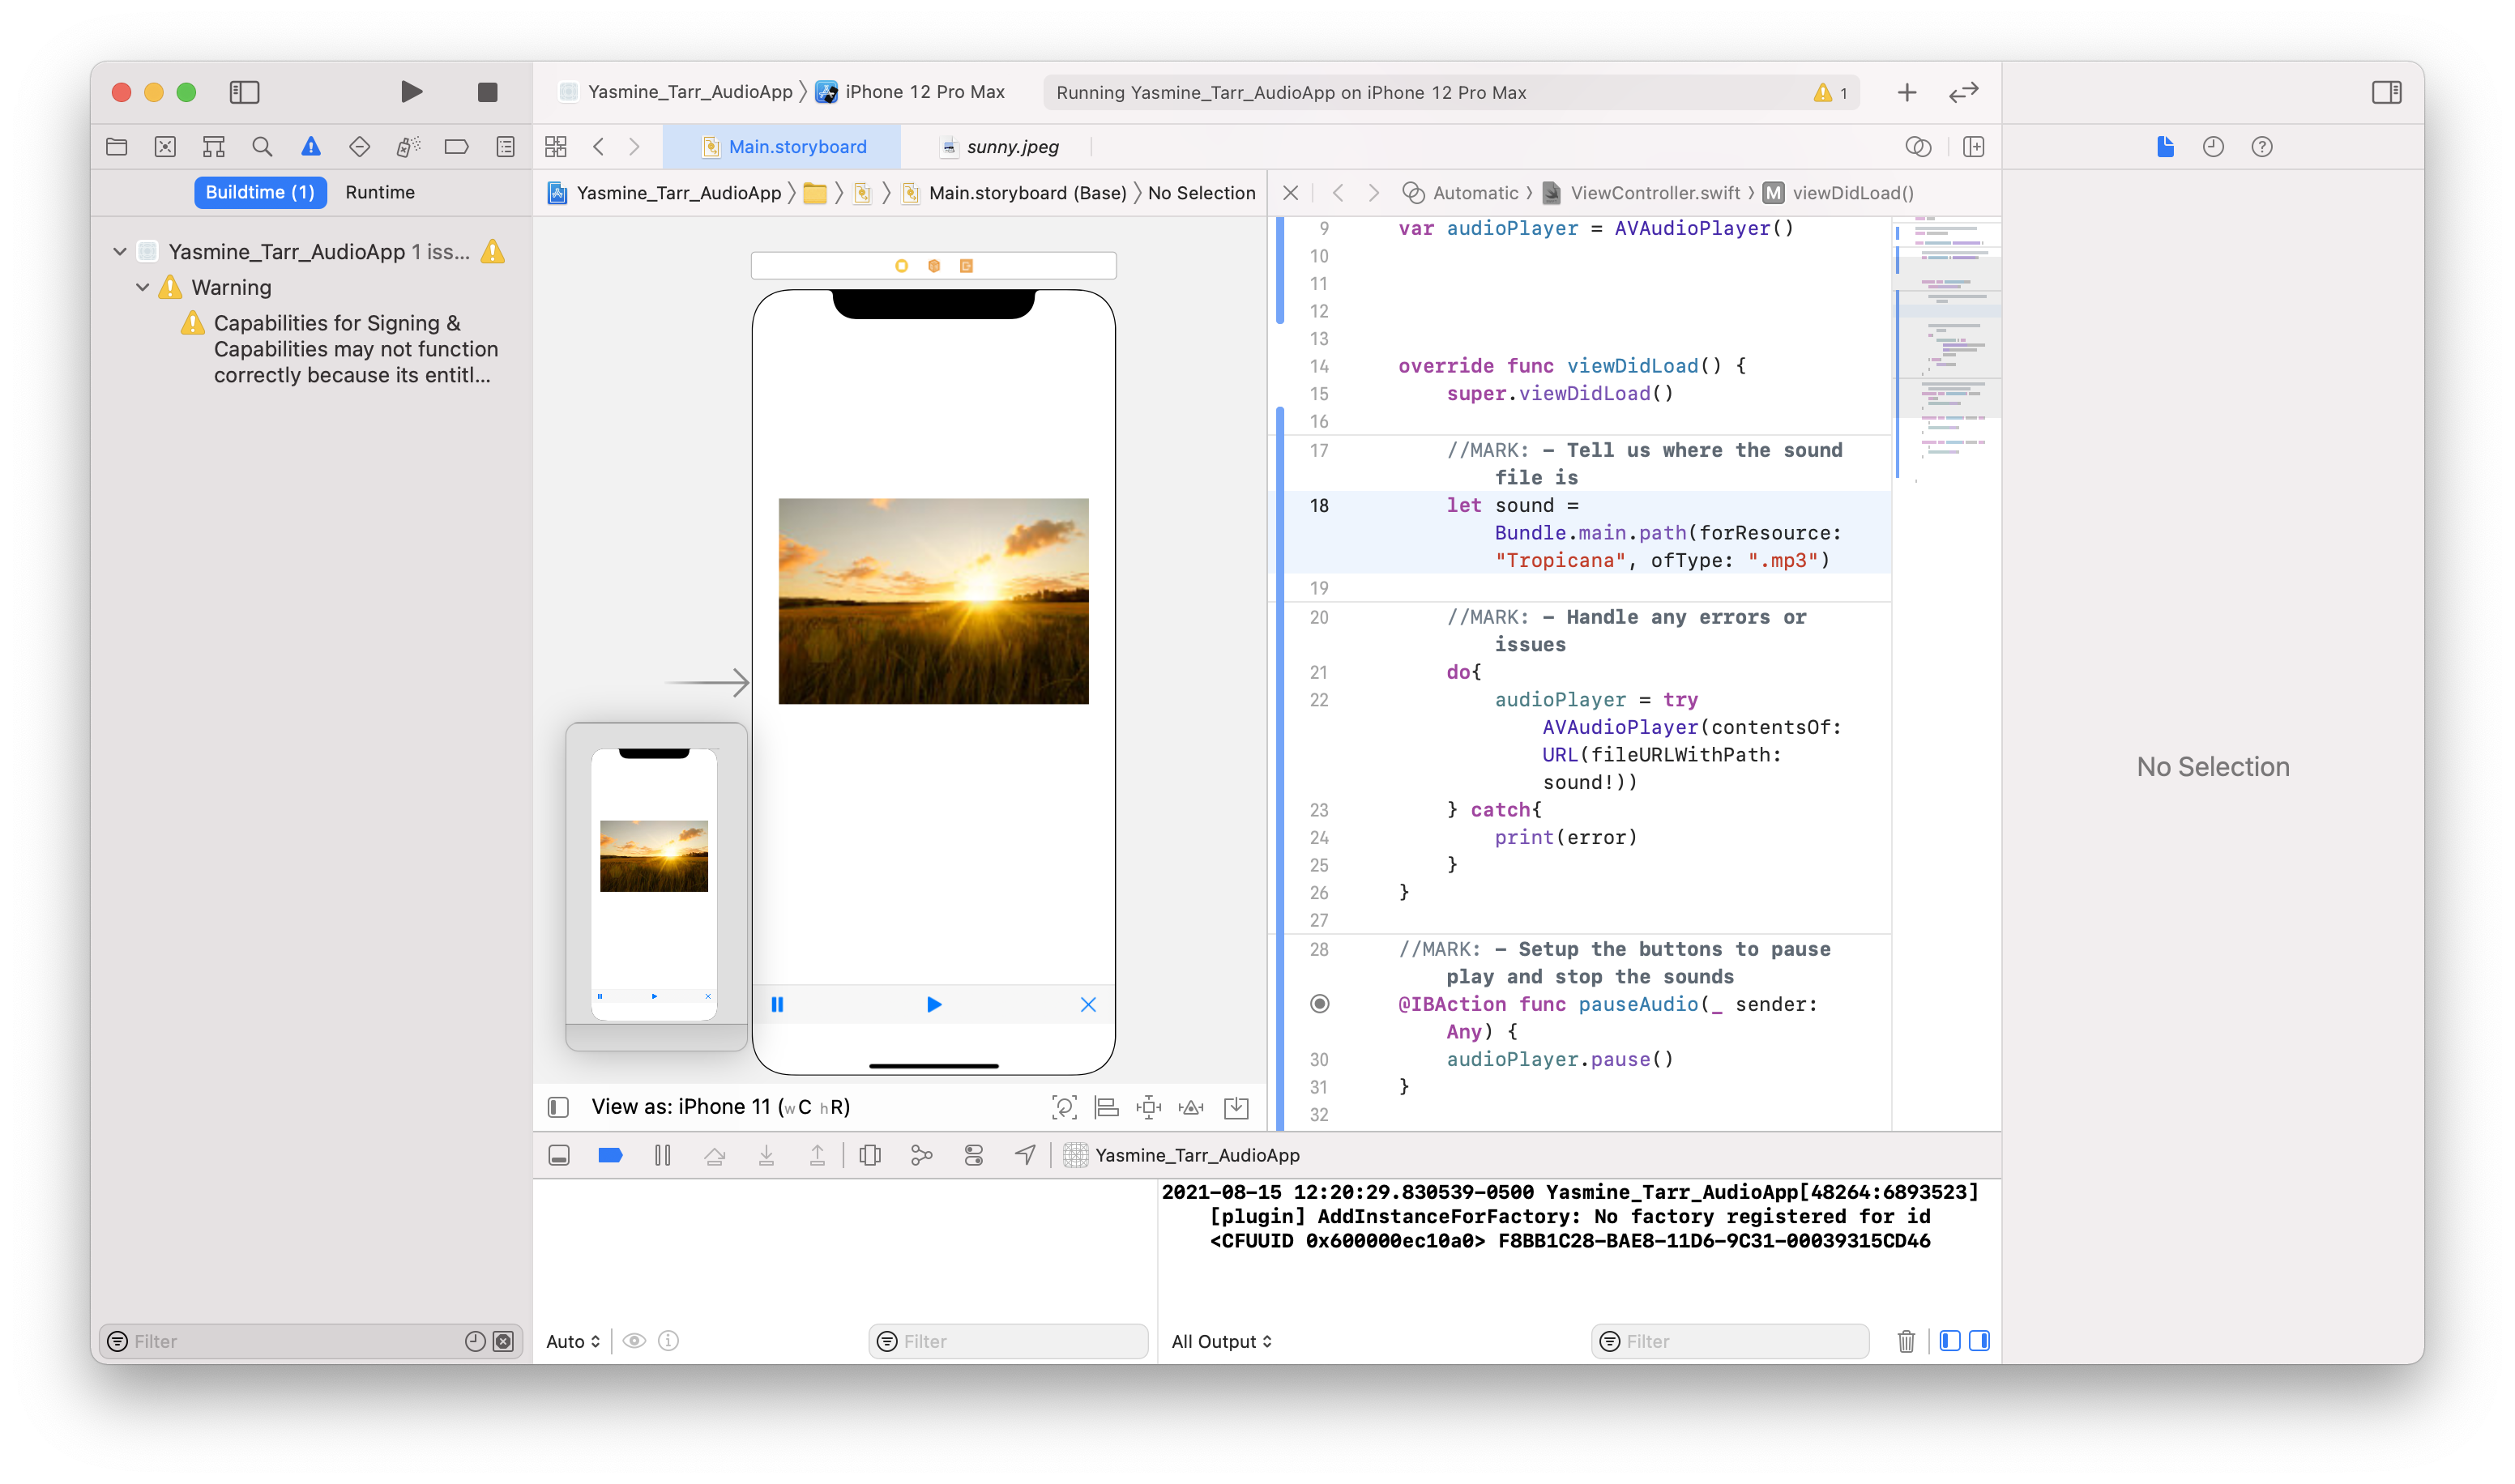 Yasmine_Tarr_AudioApp 〉 iPhone 12 Pro Max
Running Yasmine_Tarr_AudioApp on iPhone 12 Pro Max
1
Main.storyboard
sunny.jpeg
Buildtime (1)
Runtime
Yasmine_Tarr_AudioApp 〉 〉 〉 Main.storyboard (Base) 〉 No Selection
Automatic 〉 ViewController.swift 〉 M viewDidLoad()
Yasmine_Tarr_AudioApp 1 iss...
Warning
Capabilities for Signing &
Capabilities may not function
correctly because its entitl...
9 var audioPlayer = AVAudioPlayer()
10
11
12
13
14 override func viewDidLoad() {
15 super.viewDidLoad()
16
17 //MARK: - Tell us where the sound
file is
18 let sound =
Bundle.main.path(forResource:
"Tropicana", ofType: ".mp3")
19
20 //MARK: - Handle any errors or
issues
21 do{
22 audioPlayer = try
AVAudioPlayer(contentsOf:
URL(fileURLWithPath:
sound!))
23 } catch{
24 print(error)
25 }
26 }
27
28 //MARK: - Setup the buttons to pause
play and stop the sounds
@IBAction func pauseAudio(_ sender:
Any) {
30 audioPlayer.pause()
31 }
32
No Selection
View as: iPhone 11 (wC hR)
Yasmine_Tarr_AudioApp
2021-08-15 12:20:29.830539-0500 Yasmine_Tarr_AudioApp[48264:6893523]
[plugin] AddInstanceForFactory: No factory registered for id
<CFUUID 0x600000ec10a0> F8BB1C28-BAE8-11D6-9C31-00039315CD46
Filter
Auto
Filter
All Output
Filter